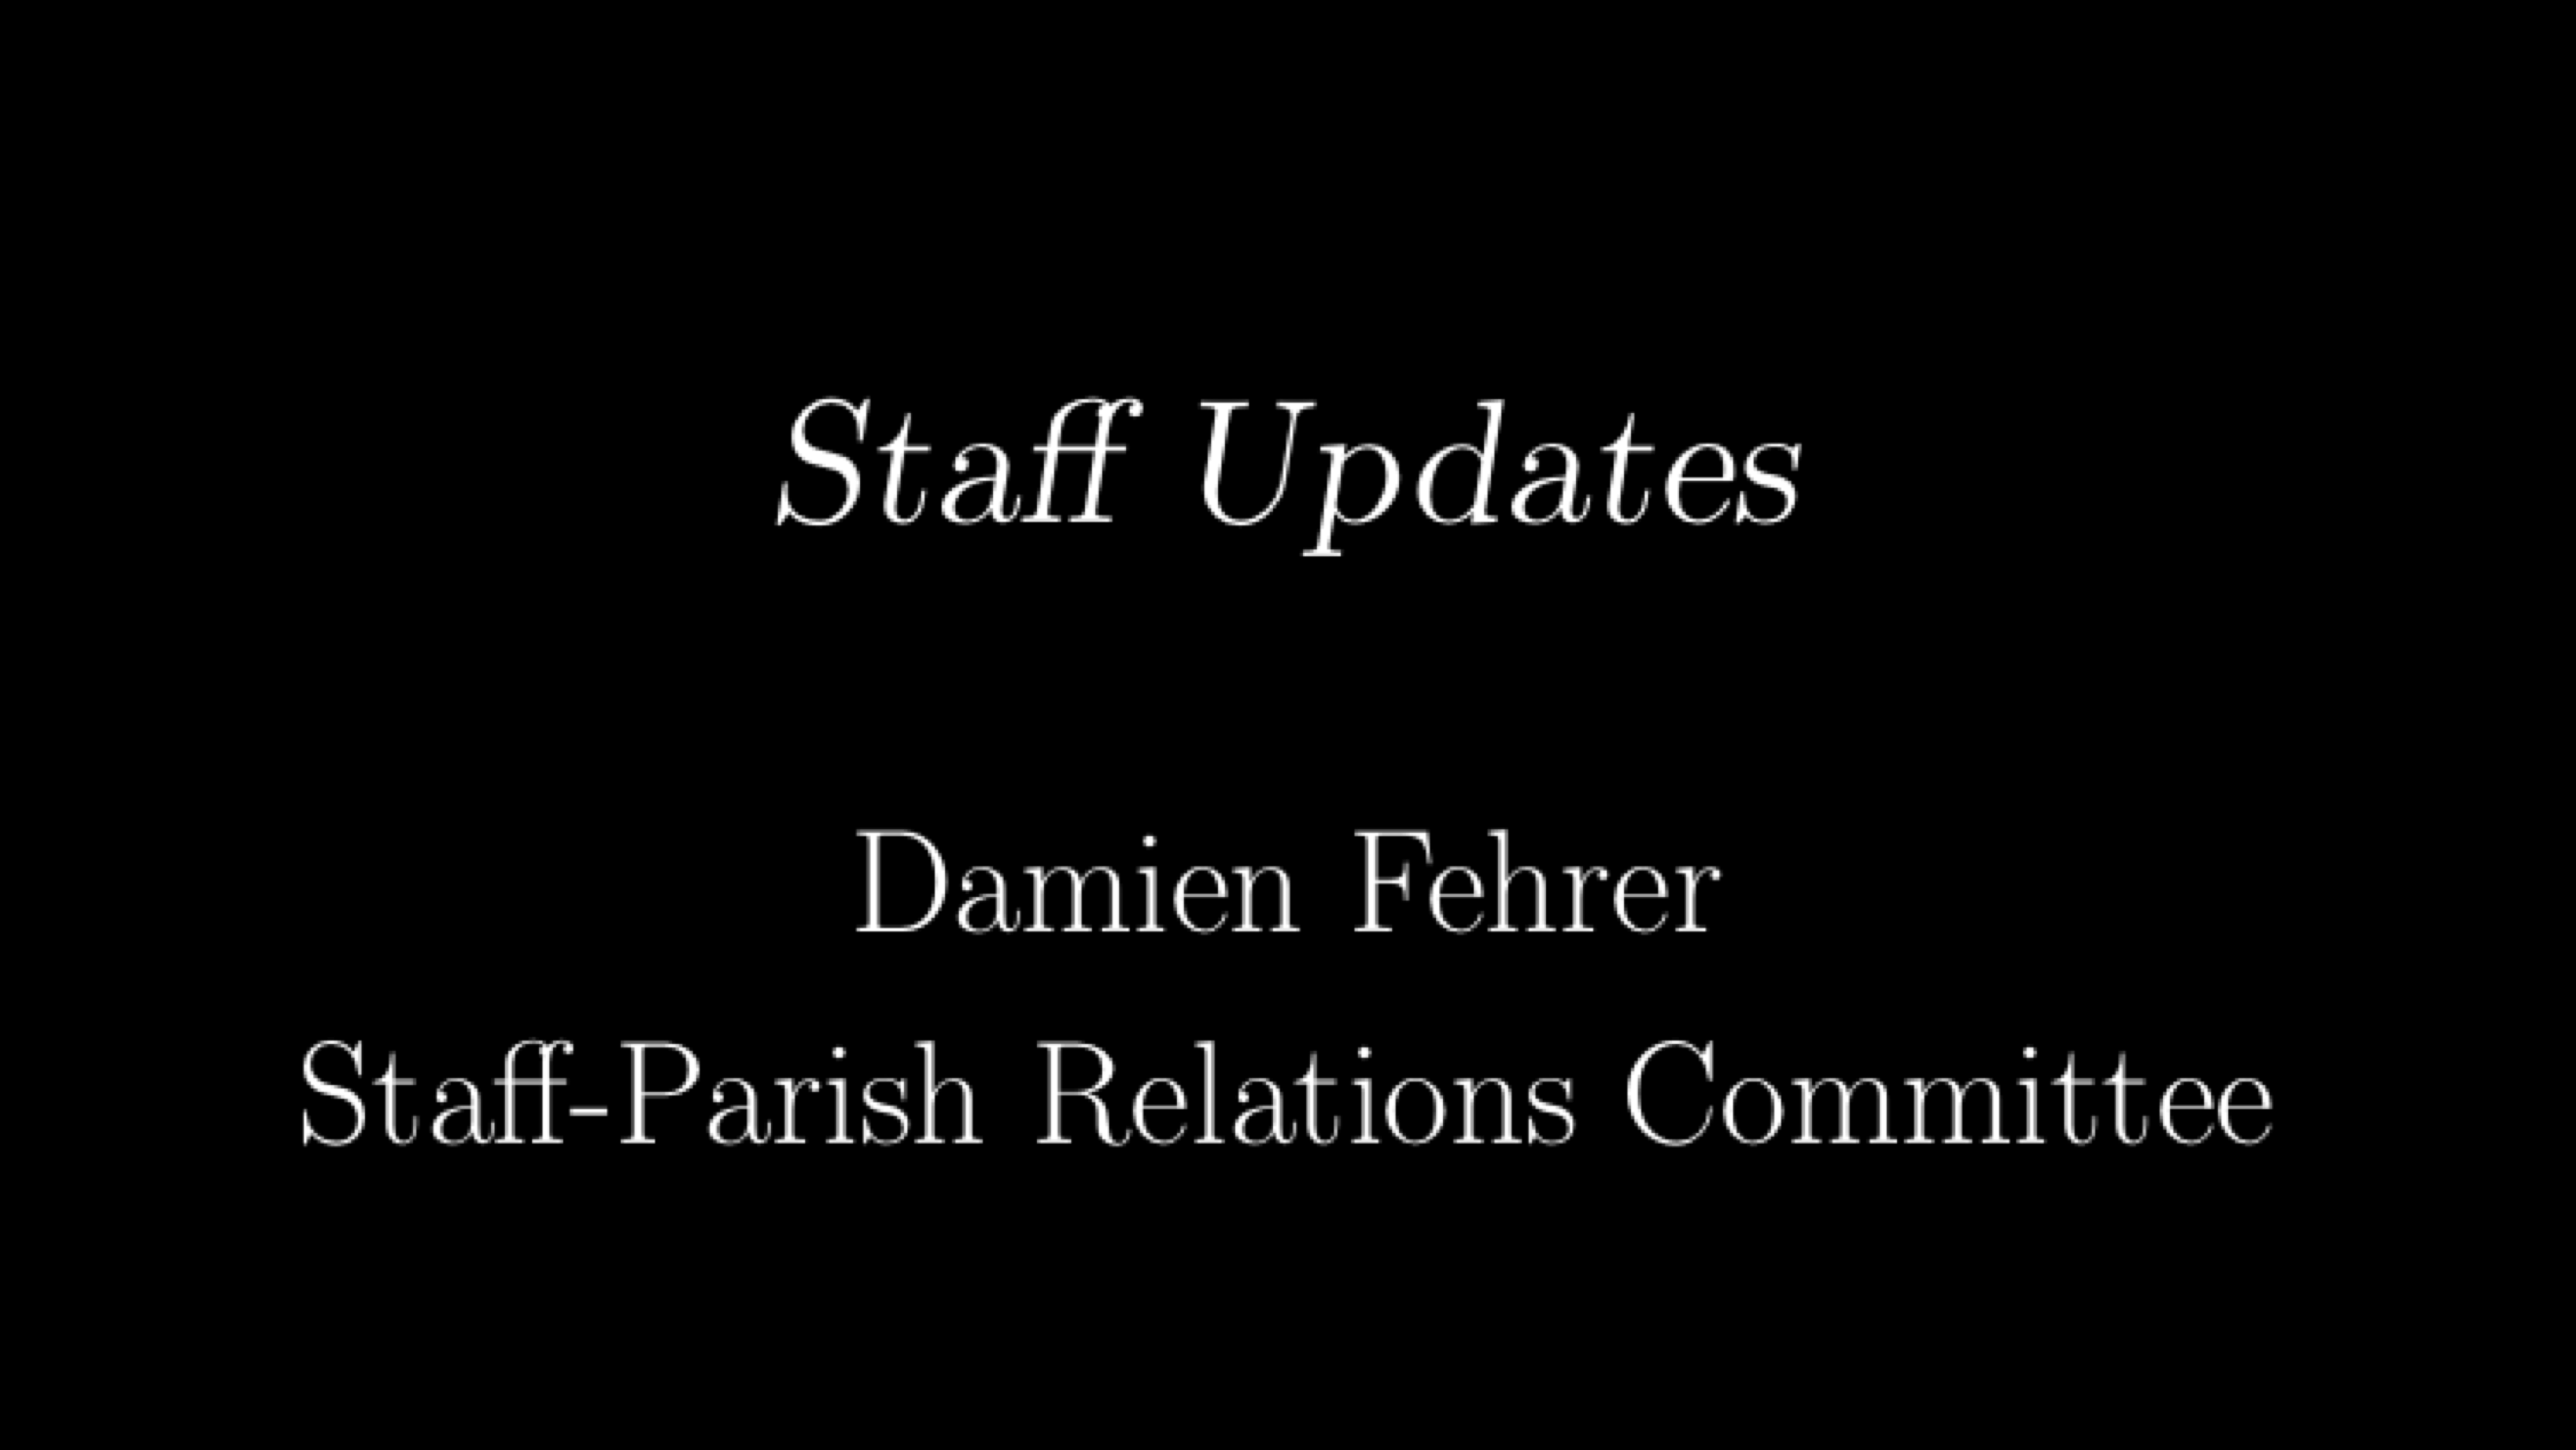 Staff Updates
Damien Fehrer
Staff-Parish Relations Committee